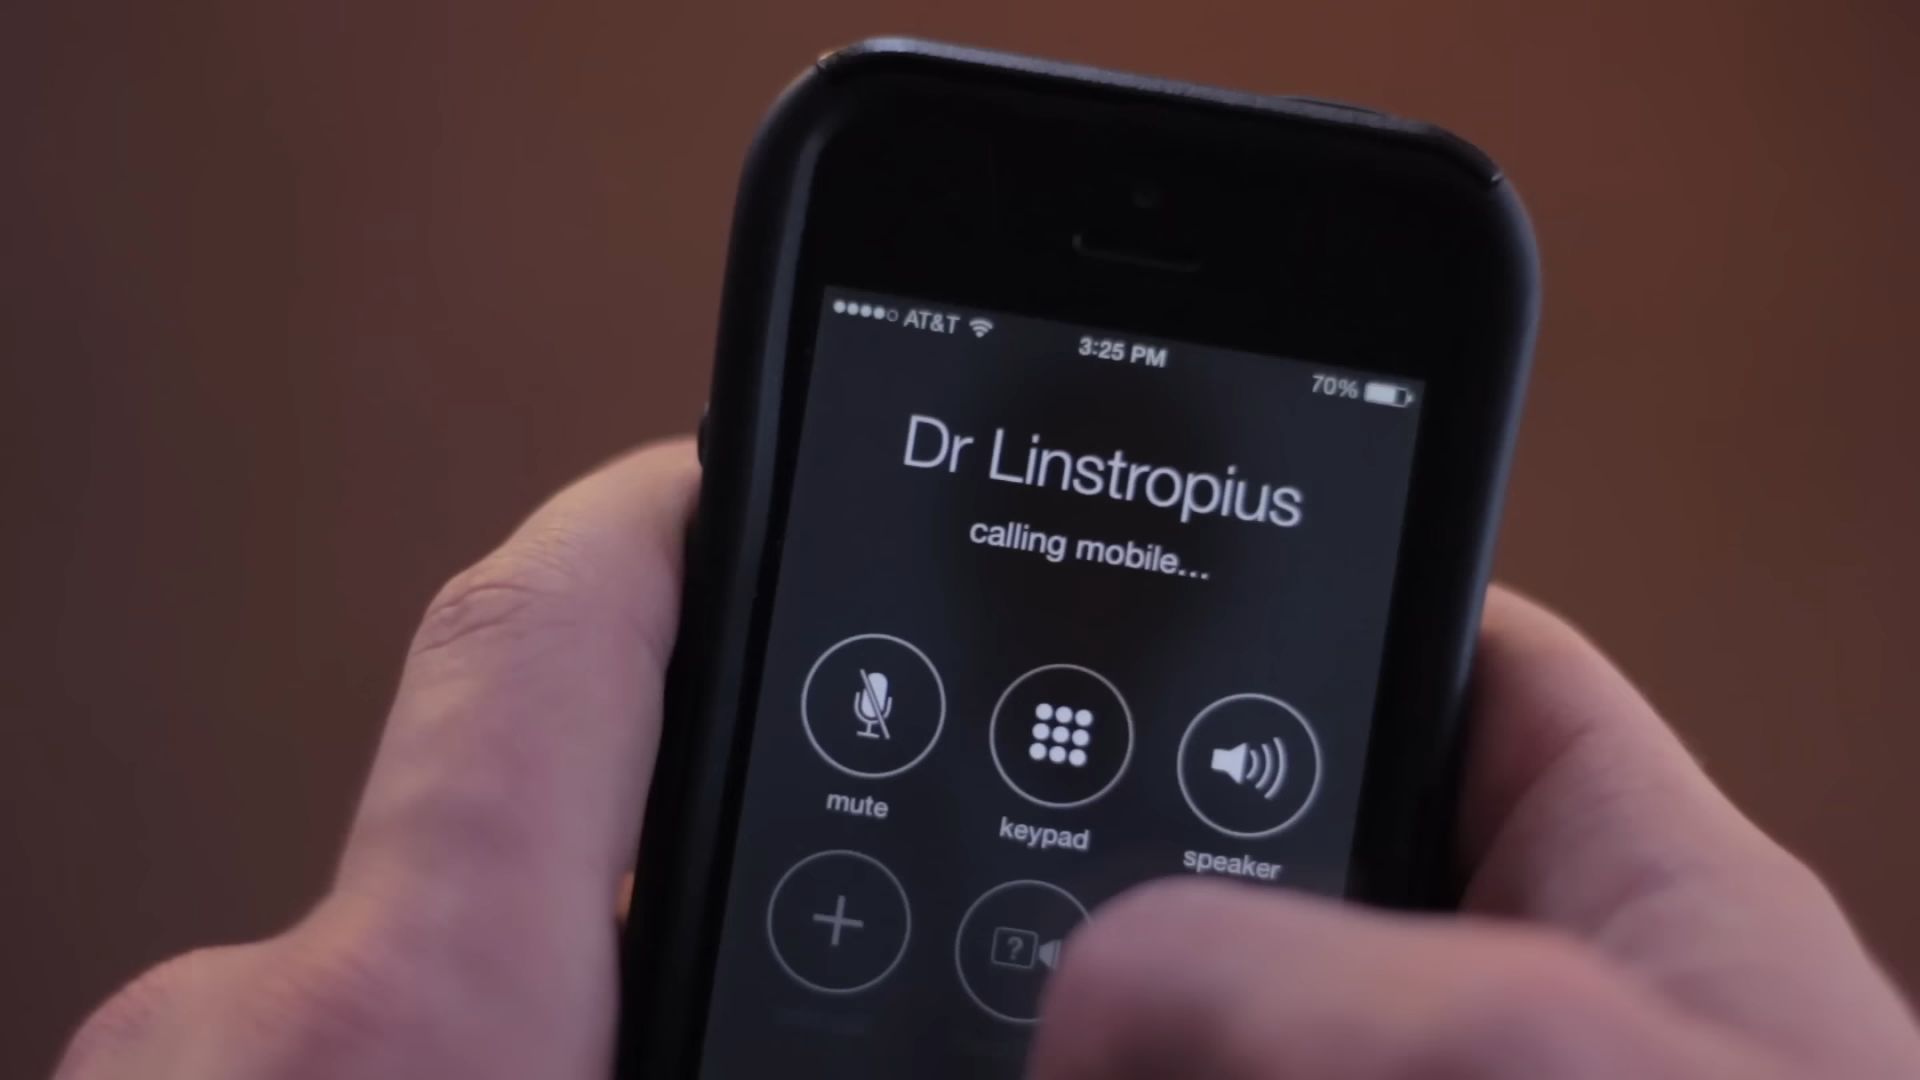 AT&T
3:25 PM
70%
Dr Linstropius
calling mobile...
mute
keypad
speaker
?